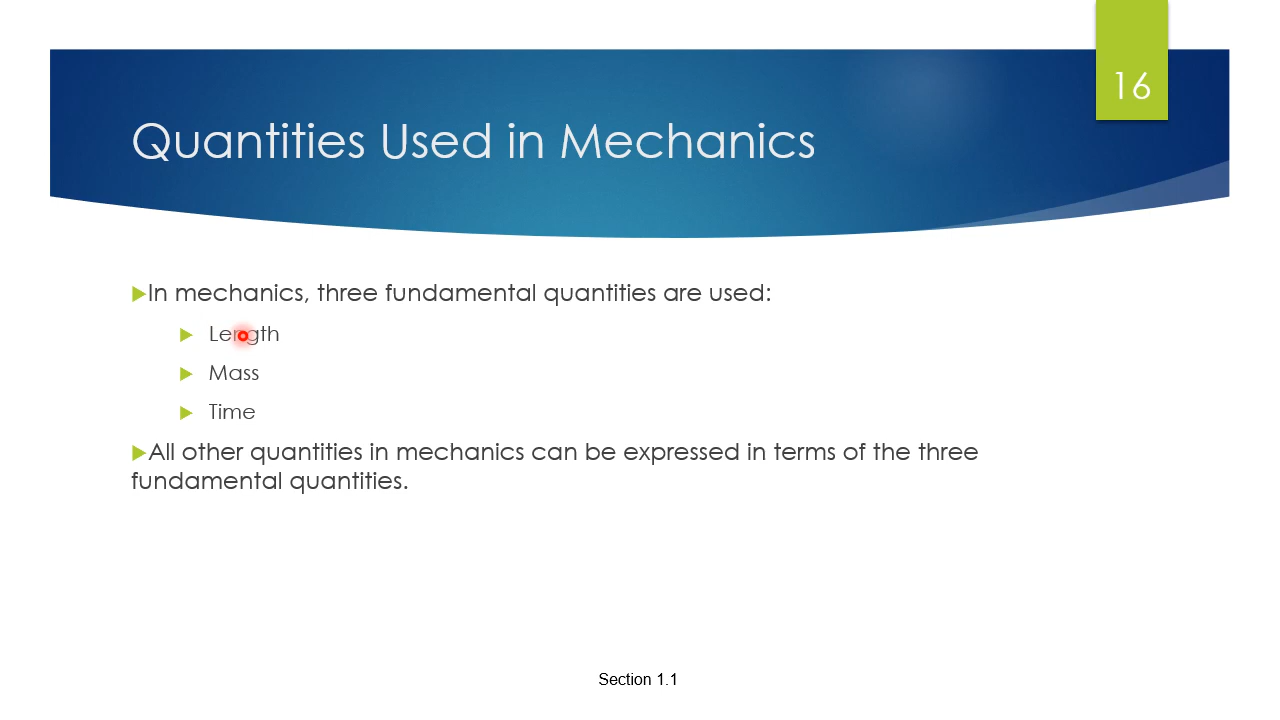 16
Quantities Used in Mechanics
In mechanics, three fundamental quantities are used:
Length
Mass
Time
All other quantities in mechanics can be expressed in terms of the three
fundamental quantities.
Section 1.1